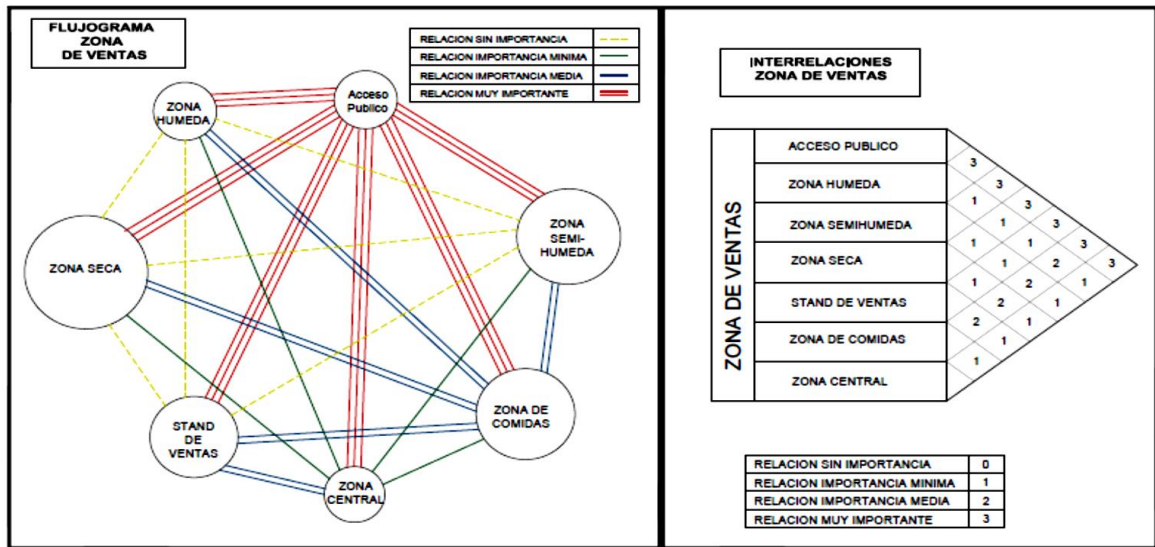 FLUJOGRAMA
ZONA
DE VENTAS
RELACION SIN IMPORTANCIA
RELACION IMPORTANCIA MINIMA
RELACION IMPORTANCIA MEDIA
RELACION MUY IMPORTANTE
Acceso
Publico
ZONA
HUMEDA
ZONA
SEMI-
HUMEDA
ZONA SECA
STAND
DE
VENTAS
ZONA DE
COMIDAS
ZONA
CENTRAL
INTERRELACIONES
ZONA DE VENTAS
ZONA DE VENTAS
ACCESO PUBLICO
ZONA HUMEDA
ZONA SEMIHUMEDA
ZONA SECA
STAND DE VENTAS
ZONA DE COMIDAS
ZONA CENTRAL
3
3
1 3
1 3
1 1 3
1 2 3
1 2 1
2 1
2 1
1
1
RELACION SIN IMPORTANCIA 0
RELACION IMPORTANCIA MINIMA 1
RELACION IMPORTANCIA MEDIA 2
RELACION MUY IMPORTANTE 3